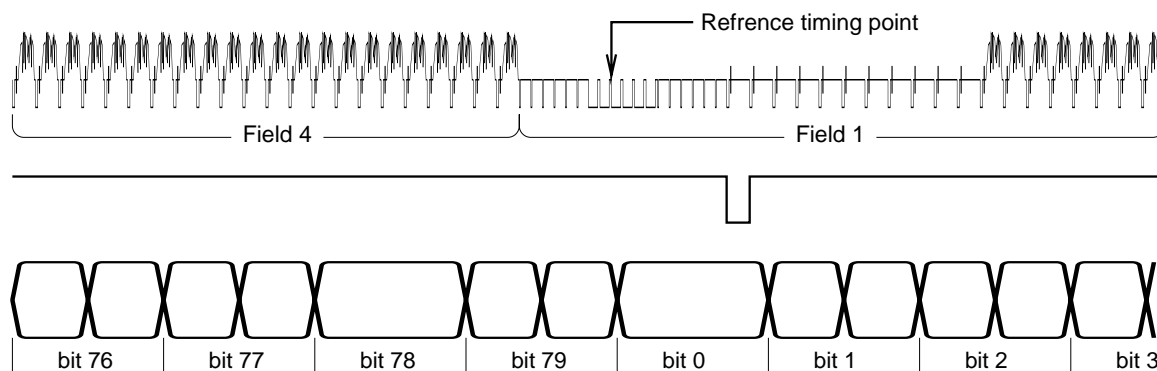 Refrence timing point
Field 4 Field 1
bit 76 bit 77 bit 78 bit 79 bit 0 bit 1 bit 2 bit 3